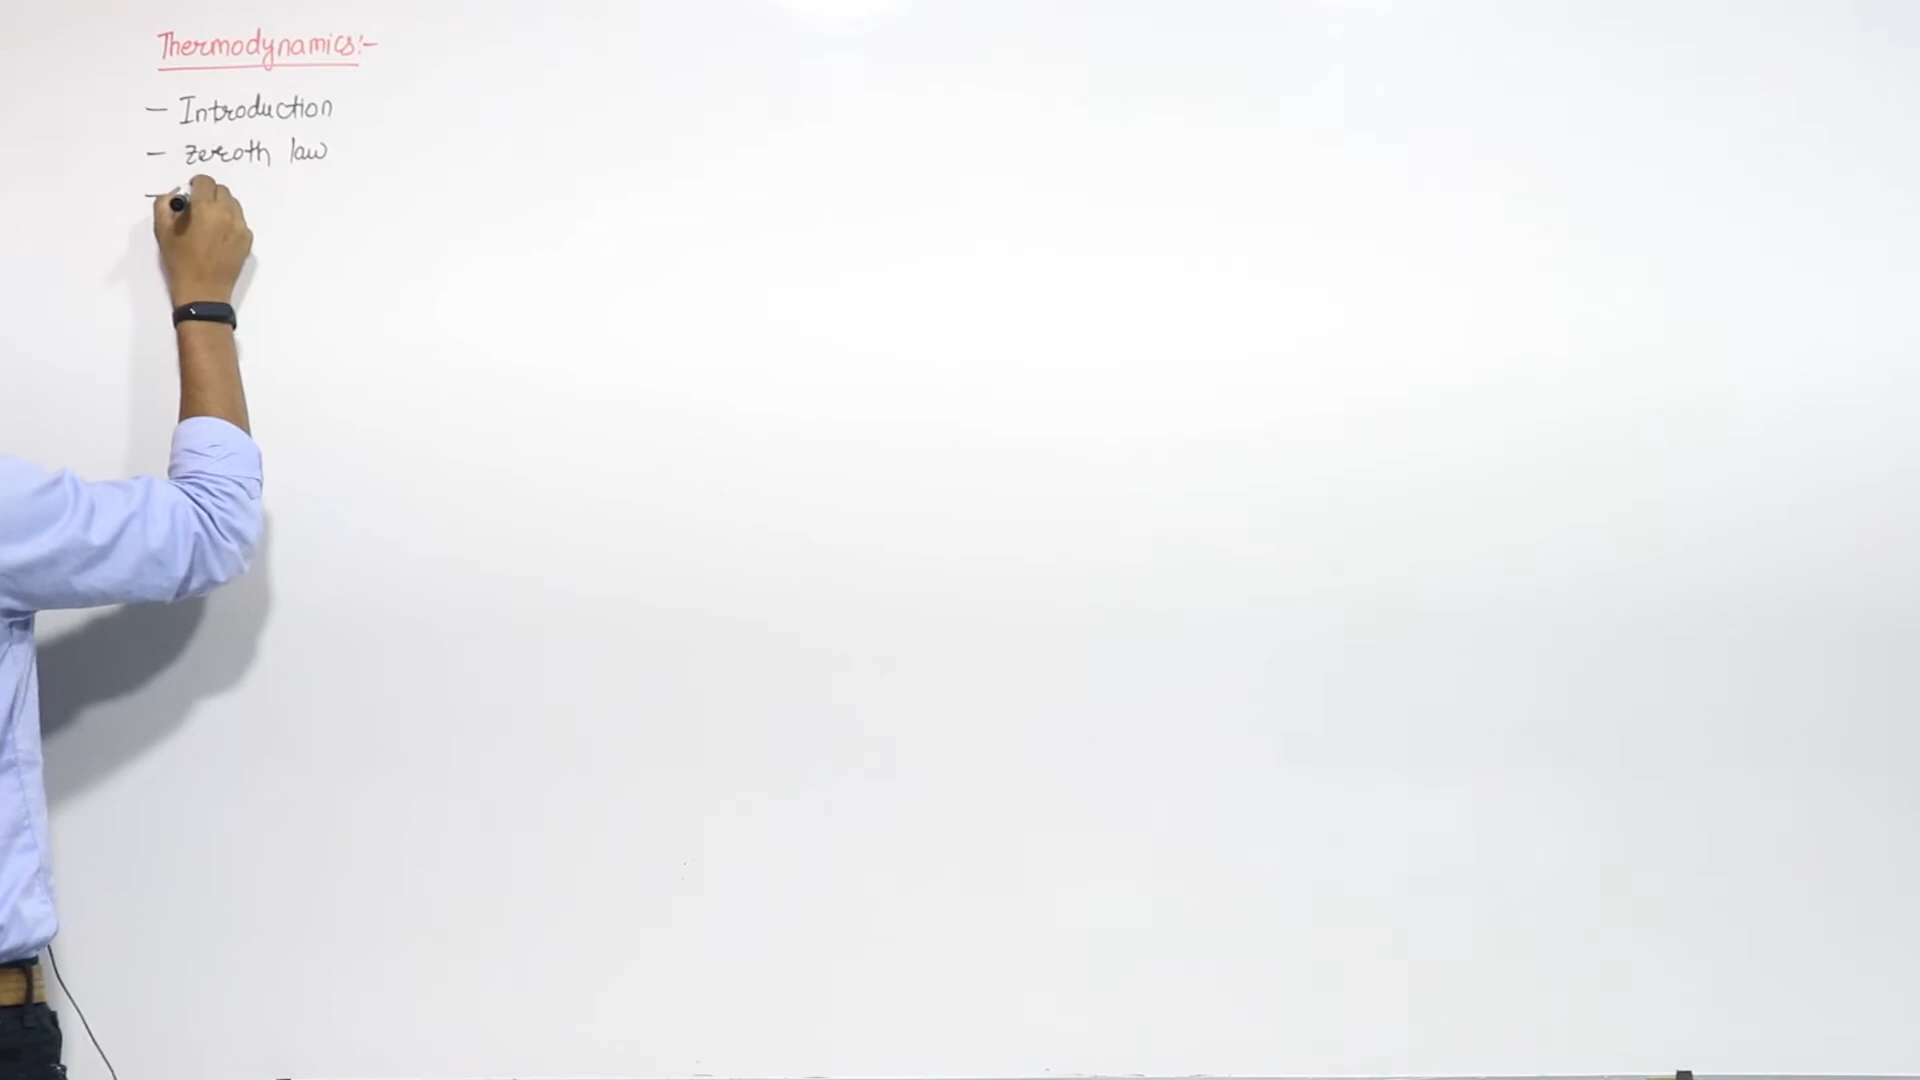 Thermodynamics:-
- Introduction
- Zeroth law
-